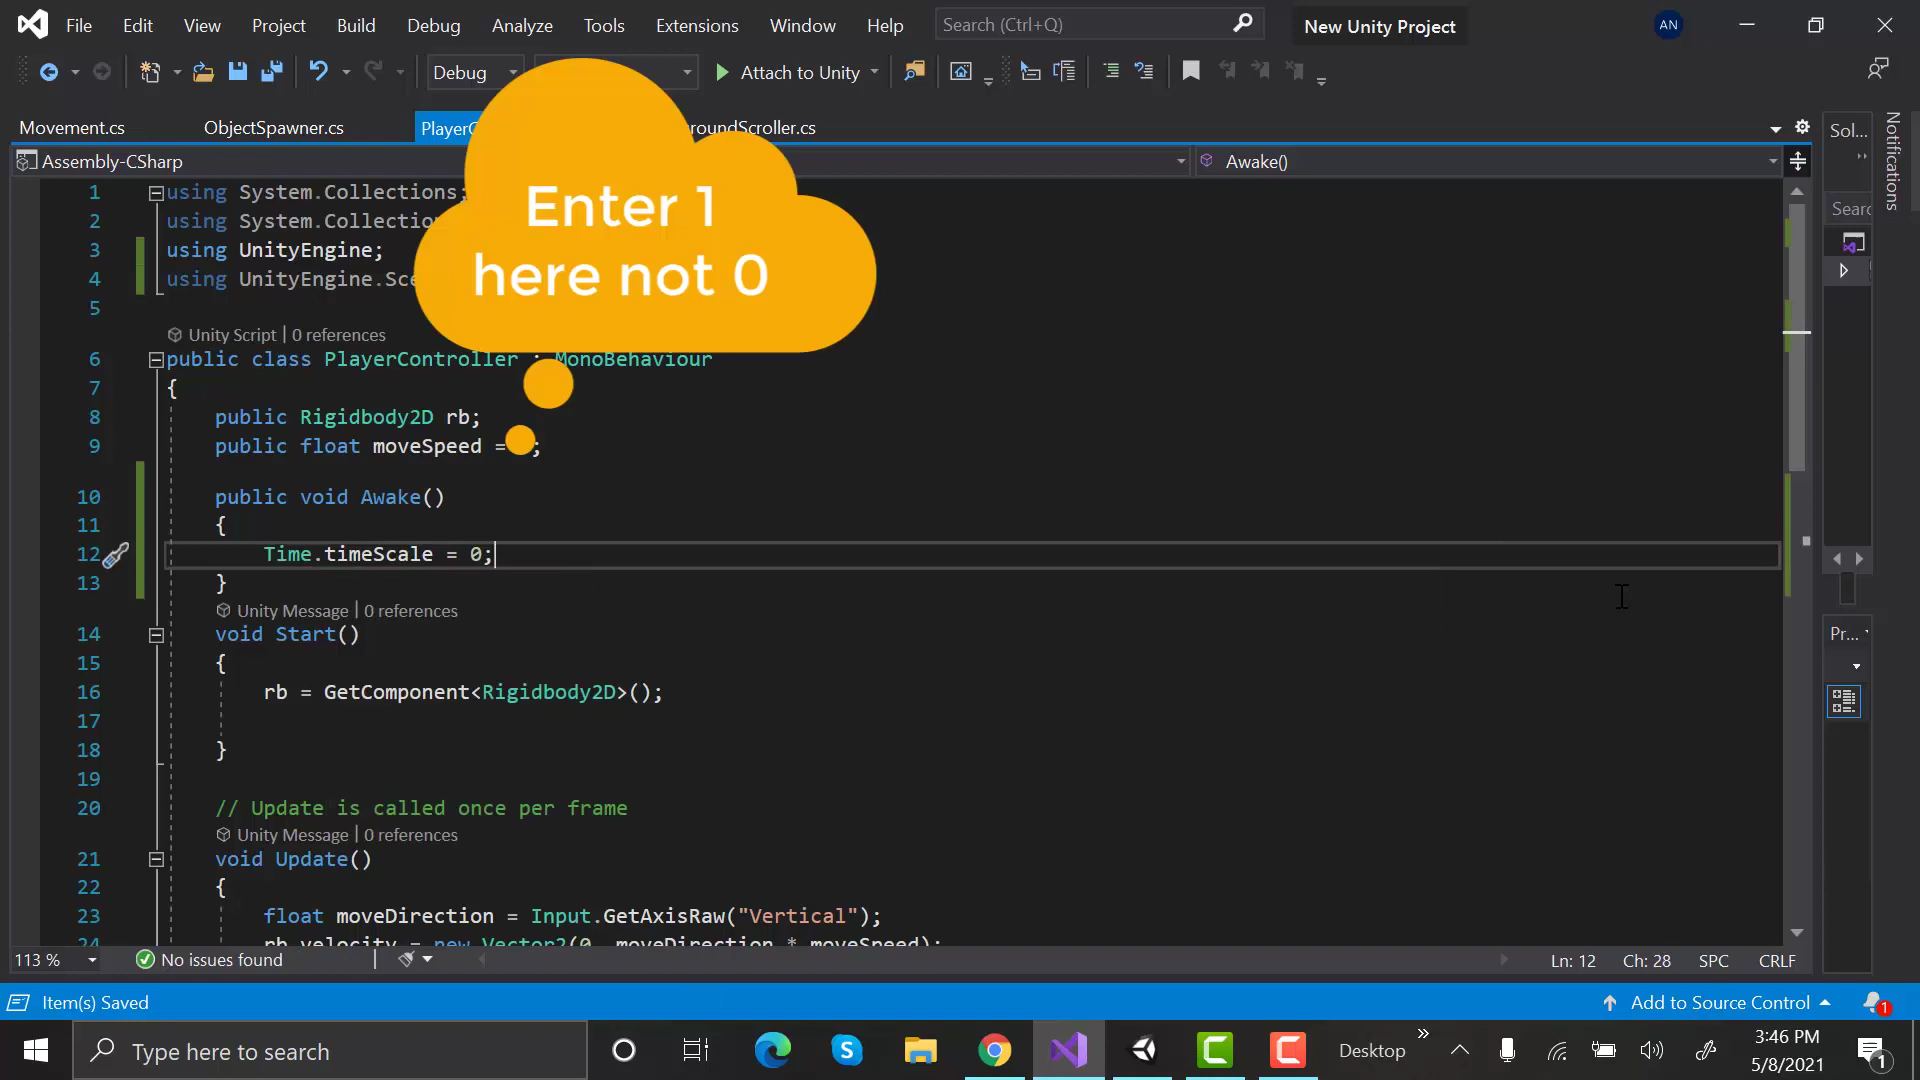 File Edit View Project Build Debug Analyze Tools Extensions Window Help Search (Ctrl+Q) New Unity Project AN
Debug Attach to Unity
Movement.cs ObjectSpawner.cs PlayerC roundScroller.cs Sol...
Assembly-CSharp Awake()
Notifications
Enter 1
here not 0
1 using System.Collections;
2 using System.Collectio
3 using UnityEngine;
4 using UnityEngine.Sce
5
Unity Script | 0 references
6 public class PlayerController : MonoBehaviour
7 {
8 public Rigidbody2D rb;
9 public float moveSpeed = ;
10 public void Awake()
11 {
12 Time.timeScale = 0;
13 }
Unity Message | 0 references
14 void Start()
15 {
16 rb = GetComponent<Rigidbody2D>();
17
18 }
19
20 // Update is called once per frame
Unity Message | 0 references
21 void Update()
22 {
23 float moveDirection = Input.GetAxisRaw("Vertical");
24 rb.velocity = new Vector2(0, moveDirection * moveSpeed);
Searc
Pr...
113 % No issues found Ln: 12 Ch: 28 SPC CRLF
Item(s) Saved Add to Source Control 1
Type here to search Desktop 3:46 PM
5/8/2021 1